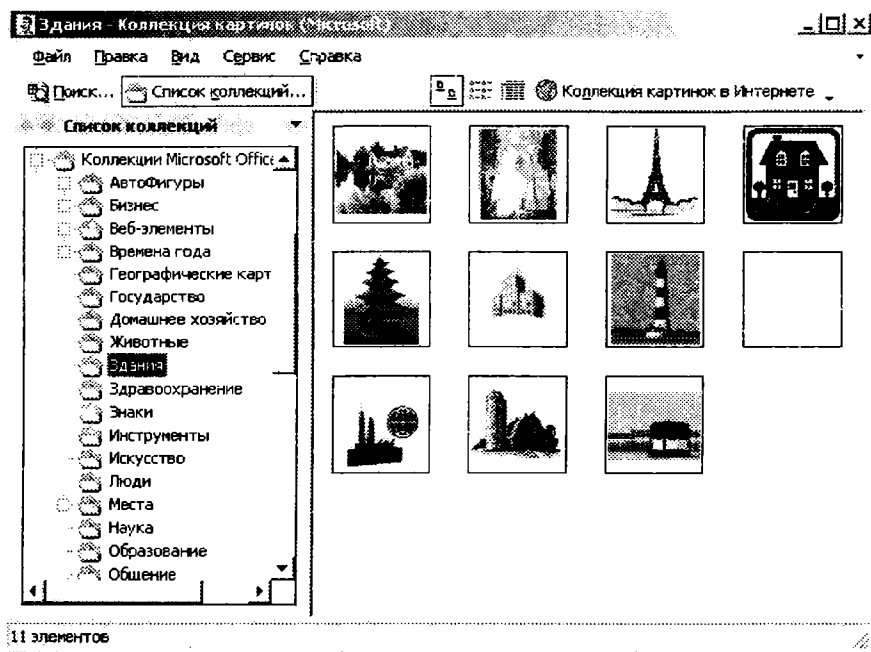 Здания - Коллекция картинок (Microsoft)
Файл Правка Вид Сервис Справка
Поиск... Список коллекций... Коллекция картинок в Интернете
Список коллекций
Коллекции Microsoft Office
АвтоФигуры
Бизнес
Веб-элементы
Времена года
Географические карт
Государство
Домашнее хозяйство
Животные
Здания
Здравоохранение
Знаки
Инструменты
Искусство
Люди
Места
Наука
Образование
Общение
11 элементов